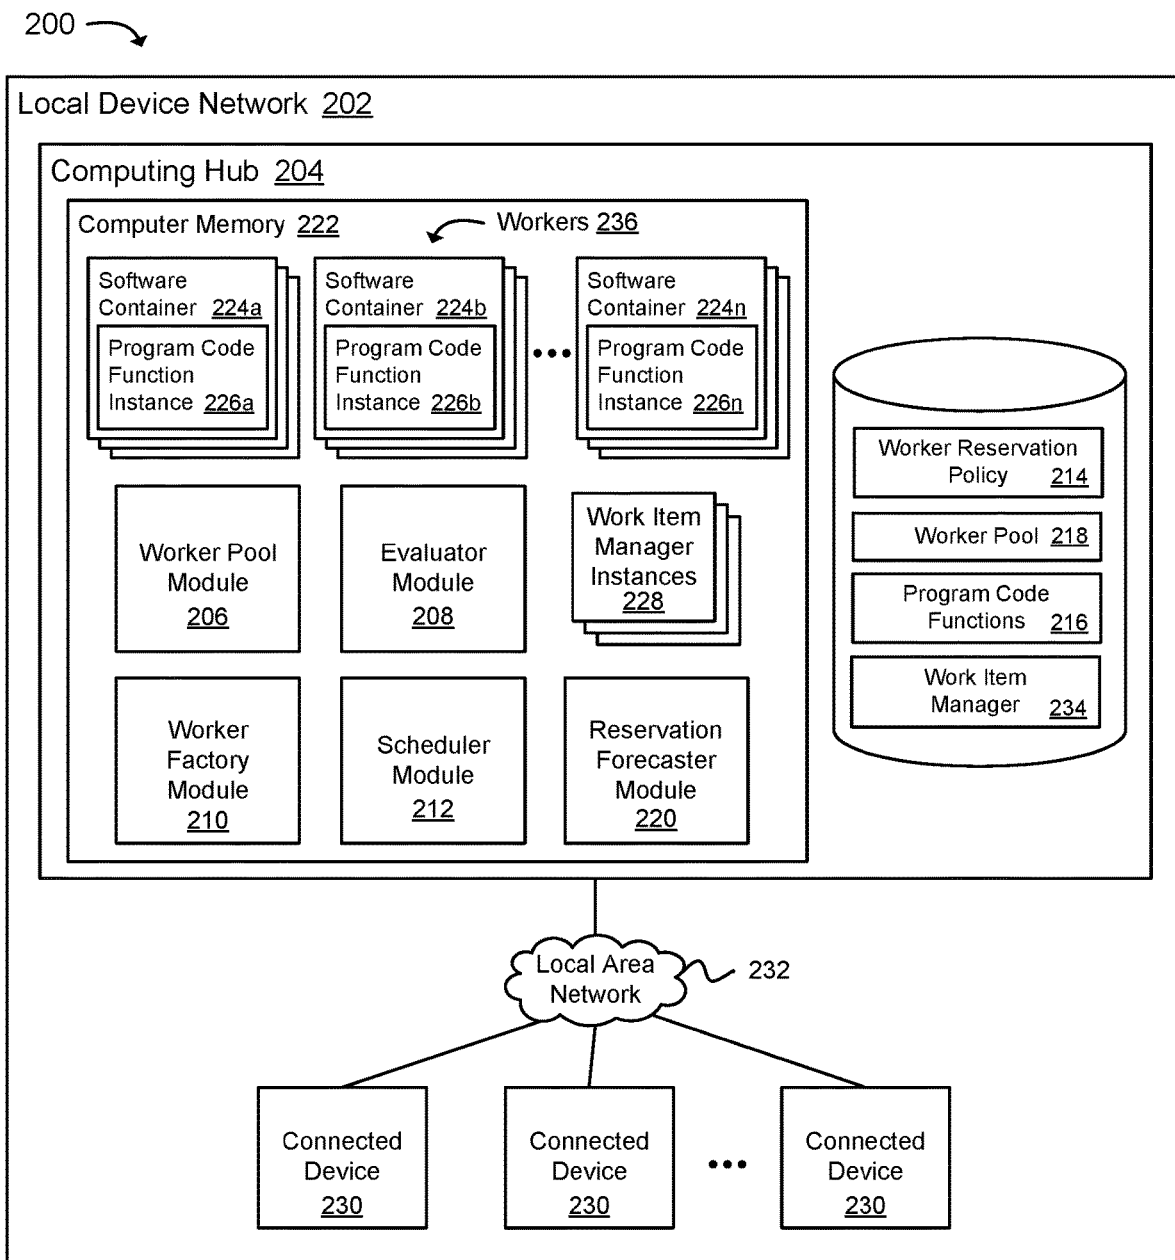 200
Local Device Network 202
Computing Hub 204
Computer Memory 222
Workers 236
Software
Container 224a
Program Code
Function
Instance 226a
Software
Container 224b
Program Code
Function
Instance 226b
Software
Container 224n
Program Code
Function
Instance 226n
Worker Pool
Module
206
Evaluator
Module
208
Work Item
Manager
Instances
228
Worker
Factory
Module
210
Scheduler
Module
212
Reservation
Forecaster
Module
220
Worker Reservation
Policy 214
Worker Pool 218
Program Code
Functions 216
Work Item
Manager 234
Local Area
Network
232
Connected
Device
230
Connected
Device
230
Connected
Device
230